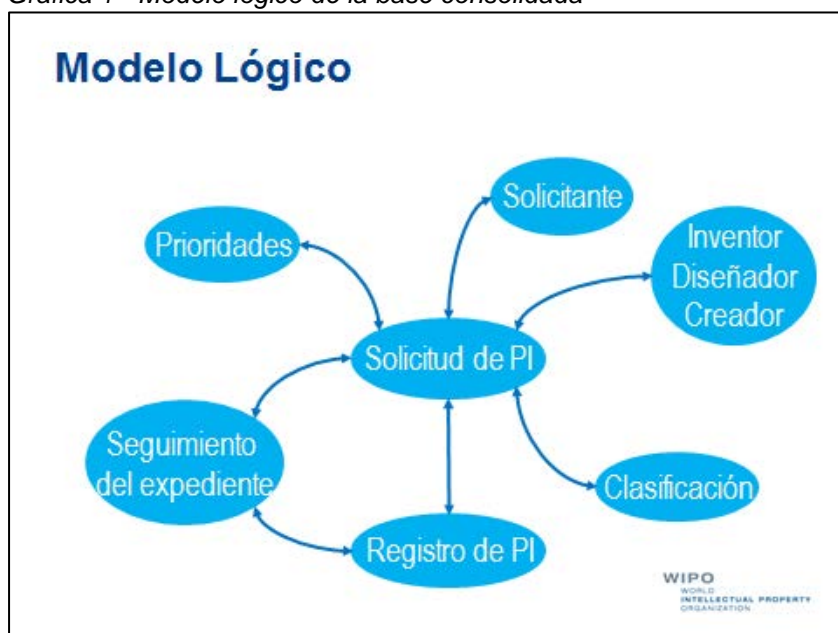 Gráfica 1 - Modelo lógico de la base consolidada
Modelo Lógico
Solicitante
Prioridades
Inventor
Diseñador
Creador
Solicitud de PI
Seguimiento
del expediente
Clasificación
Registro de PI
WIPO
WORLD
INTELLECTUAL PROPERTY
ORGANIZATION